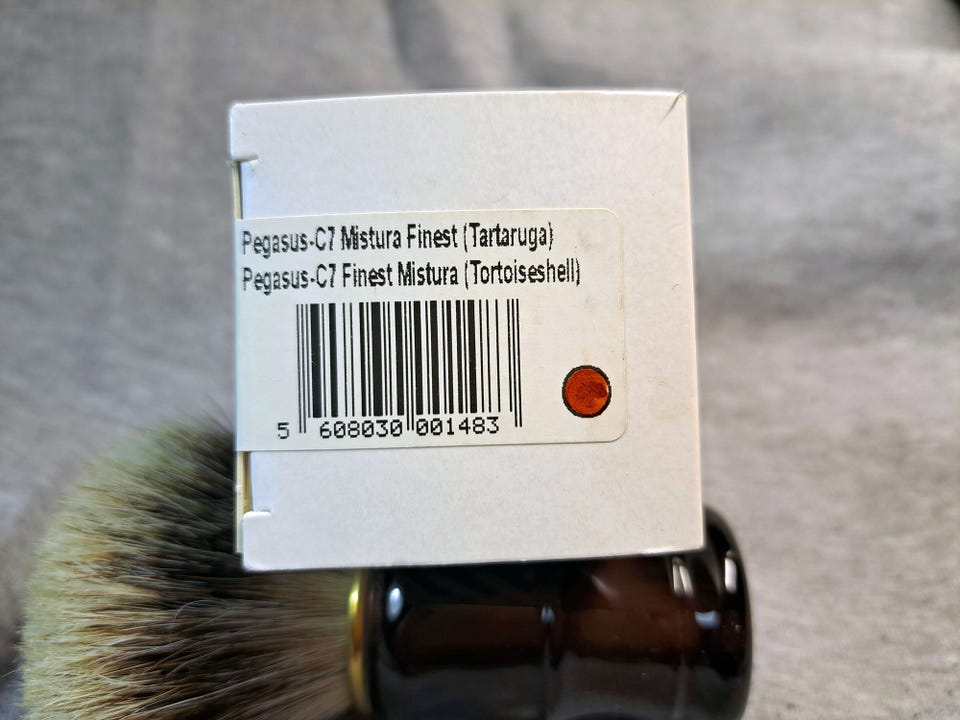 Pegasus-C7 Mistura Finest (Tartaruga)
Pegasus-C7 Finest Mistura (Tortoiseshell)
5 608030 001483